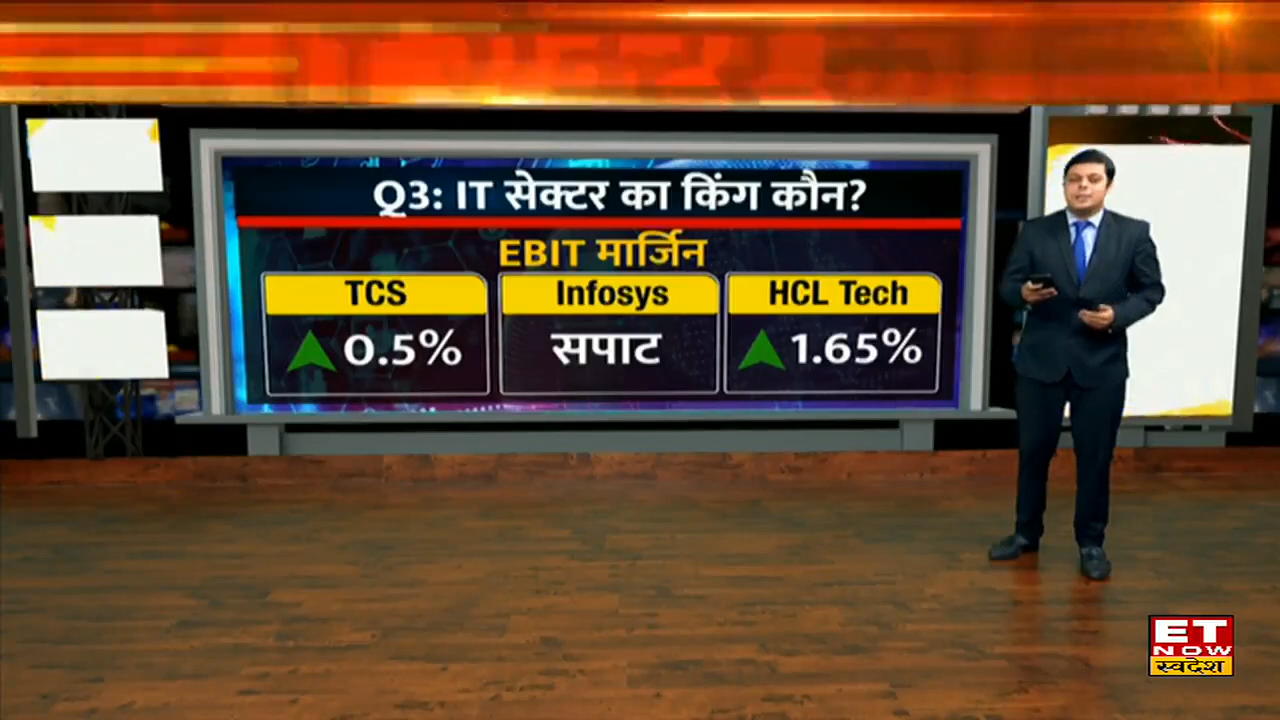 Q3: IT सेक्टर का किंग कौन?
EBIT मार्जिन
TCS
0.5%
Infosys
सपाट
HCL Tech
1.65%
ET
NOW
स्वदेश